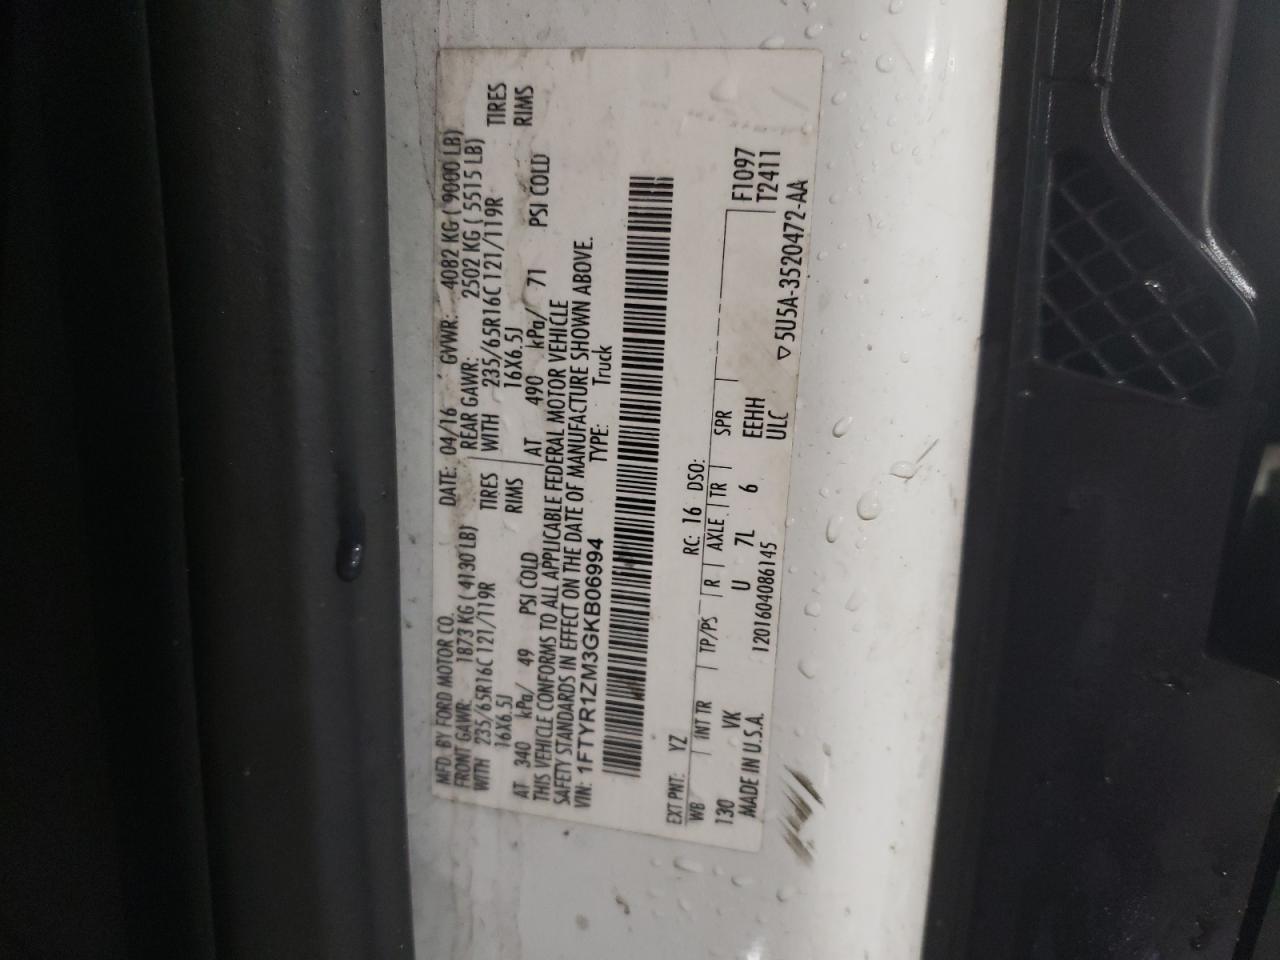 MFD. BY FORD MOTOR CO. DATE: 04/16 GVWR: 4082 KG ( 9000 LB)
FRONT GAWR: 1873 KG ( 4130 LB) REAR GAWR: 2502 KG ( 5515 LB)
WITH 235/65R16C 121/119R TIRES WITH 235/65R16C 121/119R TIRES
16X6.5J RIMS 16X6.5J RIMS
AT 340 kPa/ 49 PSI COLD AT 490 kPa/ 71 PSI COLD
THIS VEHICLE CONFORMS TO ALL APPLICABLE FEDERAL MOTOR VEHICLE
SAFETY STANDARDS IN EFFECT ON THE DATE OF MANUFACTURE SHOWN ABOVE.
VIN: 1FTYR1ZM3GKB06994 TYPE: Truck
EXT PNT: YZ RC: 16 DSO:
WB INT TR TP/PS R AXLE TR SPR F1097
130 VK U 7L 6 EEHH T2411
MADE IN U.S.A. 1201604086145 ULC
▽5U5A-3520472-AA